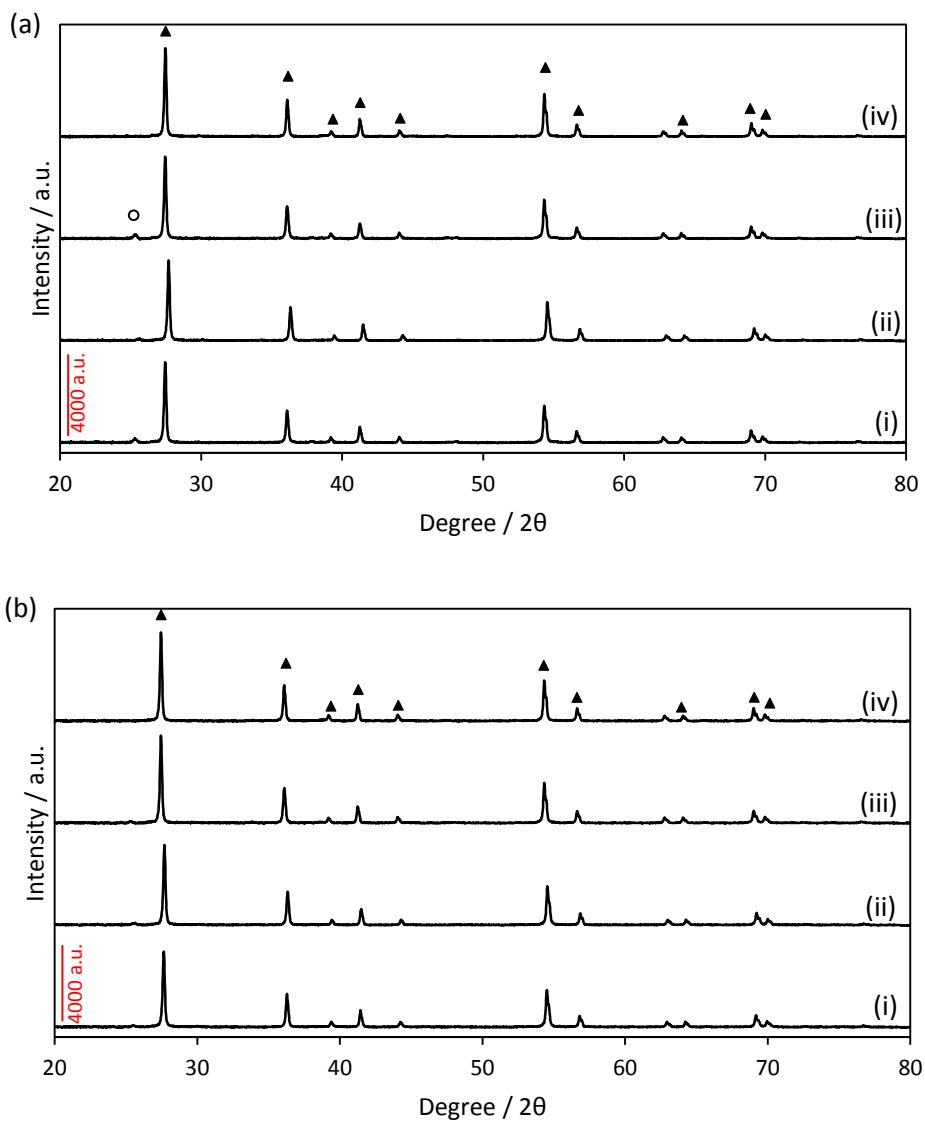 (a)
(iv)
(iii)
(ii)
(i)
Intensity / a.u.
4000 a.u.
20 30 40 50 60 70 80
Degree / 2θ
(b)
(iv)
(iii)
(ii)
(i)
Intensity / a.u.
4000 a.u.
20 30 40 50 60 70 80
Degree / 2θ